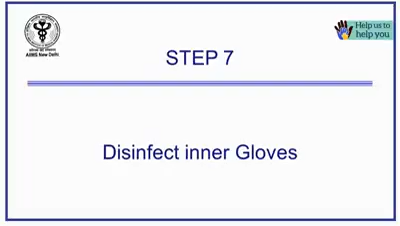 AIIMS New Delhi
STEP 7
Help us to
help you
Disinfect inner Gloves